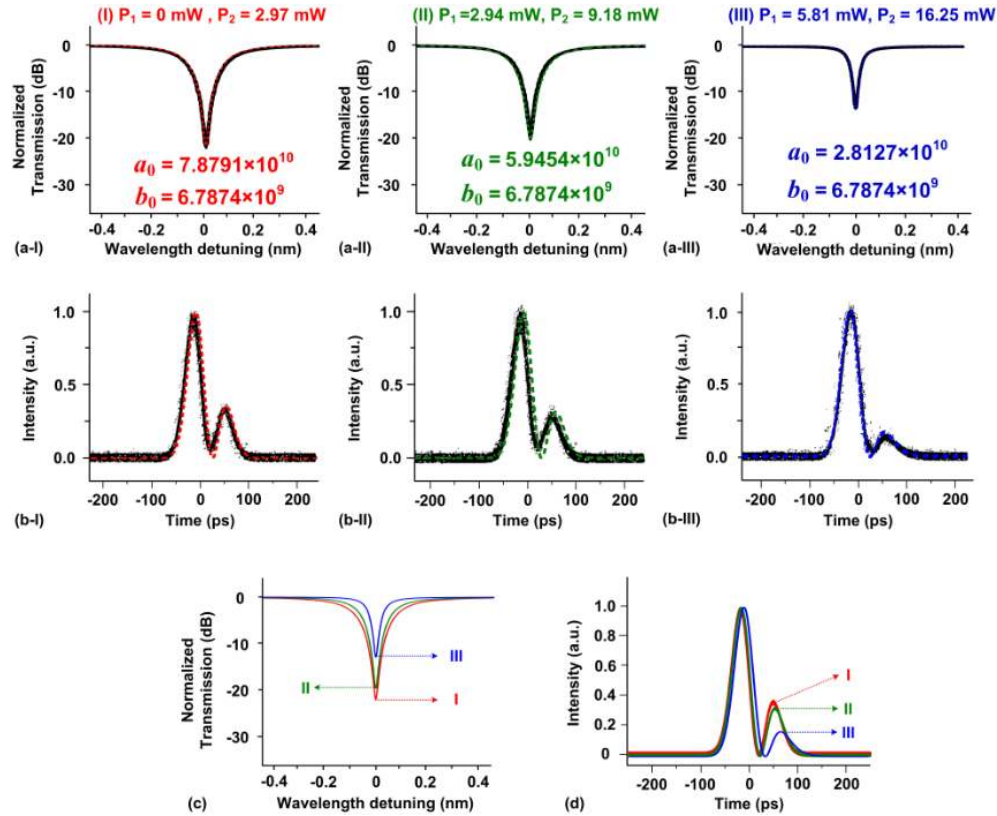 (I) P₁ = 0 mW , P₂ = 2.97 mW
(II) P₁ =2.94 mW, P₂ = 9.18 mW
(III) P₁ = 5.81 mW, P₂ = 16.25 mW
Normalized
Transmission (dB)
0
-10
-20
-30
a₀ = 7.8791×10¹⁰
b₀ = 6.7874×10⁹
-0.4 -0.2 0 0.2 0.4
(a-I) Wavelength detuning (nm)
Normalized
Transmission (dB)
0
-10
-20
-30
a₀ = 5.9454×10¹⁰
b₀ = 6.7874×10⁹
-0.4 -0.2 0 0.2 0.4
(a-II) Wavelength detuning (nm)
Normalized
Transmission (dB)
0
-10
-20
-30
a₀ = 2.8127×10¹⁰
b₀ = 6.7874×10⁹
-0.4 -0.2 0 0.2 0.4
(a-III) Wavelength detuning (nm)
Intensity (a.u.)
1.0
0.5
0.0
-200 -100 0 100 200
(b-I) Time (ps)
Intensity (a.u.)
1.0
0.5
0.0
-200 -100 0 100 200
(b-II) Time (ps)
Intensity (a.u.)
1.0
0.5
0.0
-200 -100 0 100 200
(b-III) Time (ps)
Normalized
Transmission (dB)
0
-10
-20
-30
III
II
I
-0.4 -0.2 0 0.2 0.4
(c) Wavelength detuning (nm)
Intensity (a.u.)
1.0
0.8
0.6
0.4
0.2
0
I
II
III
-200 -100 0 100 200
(d) Time (ps)